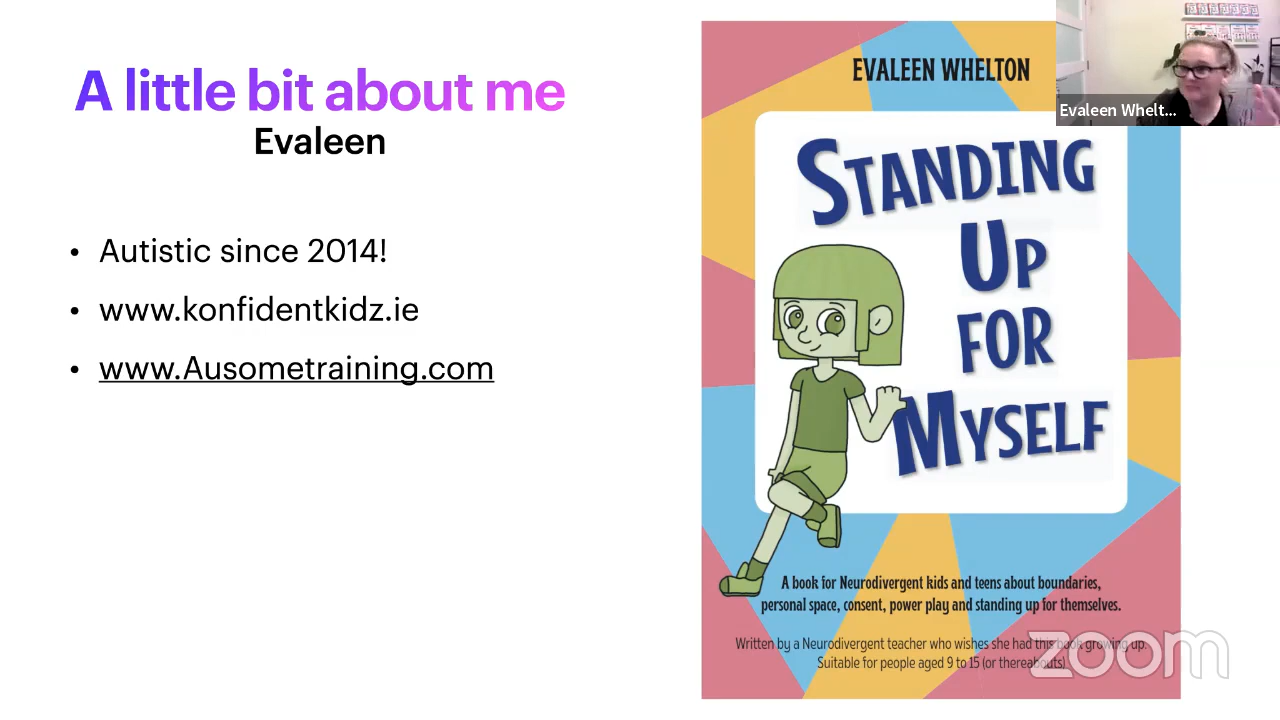 A little bit about me
Evaleen
• Autistic since 2014!
• www.konfidentkidz.ie
• www.Ausometraining.com
EVALEEN WHELTON
STANDING
UP
FOR
MYSELF
A book for Neurodivergent kids and teens about boundaries,
personal space, consent, power play and standing up for themselves.
Written by a Neurodivergent teacher who wishes she had this book growing up.
Suitable for people aged 9 to 15 (or thereabouts)
Evaleen Whelt...
zoom